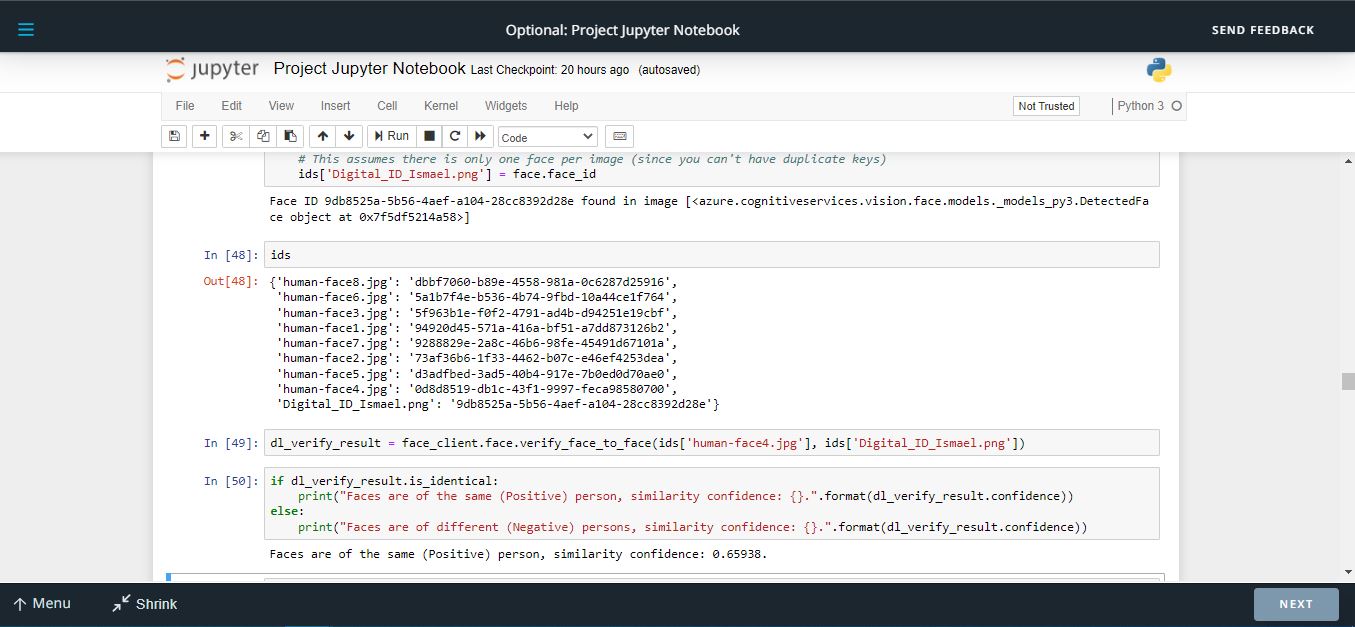 Optional: Project Jupyter Notebook
SEND FEEDBACK
jupyter Project Jupyter Notebook Last Checkpoint: 20 hours ago (autosaved)
File Edit View Insert Cell Kernel Widgets Help Not Trusted Python 3
Run Code
# This assumes there is only one face per image (since you can't have duplicate keys)
ids['Digital_ID_Ismael.png'] = face.face_id
Face ID 9db8525a-5b56-4aef-a104-28cc8392d28e found in image [<azure.cognitiveservices.vision.face.models._models_py3.DetectedFa
ce object at 0x7f5df5214a58>]
In [48]: ids
Out[48]: {'human-face8.jpg': 'dbbf7060-b89e-4558-981a-0c6287d25916',
'human-face6.jpg': '5a1b7f4e-b536-4b74-9fbd-10a44ce1f764',
'human-face3.jpg': '5f963b1e-f0f2-4791-ad4b-d94251e19cbf',
'human-face1.jpg': '94920d45-571a-416a-bf51-a7dd873126b2',
'human-face7.jpg': '9288829e-2a8c-46b6-98fe-45491d67101a',
'human-face2.jpg': '73af36b6-1f33-4462-b07c-e46ef4253dea',
'human-face5.jpg': 'd3adfbed-3ad5-40b4-917e-7b0ed0d70ae0',
'human-face4.jpg': '0d8d8519-db1c-43f1-9997-feca98580700',
'Digital_ID_Ismael.png': '9db8525a-5b56-4aef-a104-28cc8392d28e'}
In [49]: dl_verify_result = face_client.face.verify_face_to_face(ids['human-face4.jpg'], ids['Digital_ID_Ismael.png'])
In [50]: if dl_verify_result.is_identical:
print("Faces are of the same (Positive) person, similarity confidence: {}.".format(dl_verify_result.confidence))
else:
print("Faces are of different (Negative) persons, similarity confidence: {}.".format(dl_verify_result.confidence))
Faces are of the same (Positive) person, similarity confidence: 0.65938.
Menu Shrink NEXT